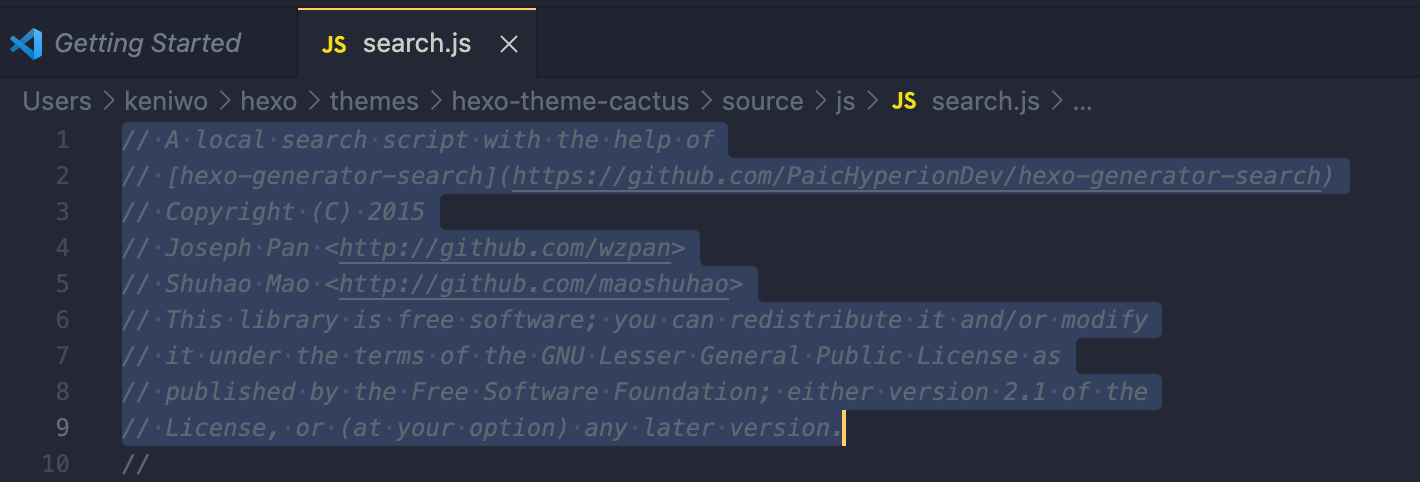 Getting Started
JS search.js
Users > keniwo > hexo > themes > hexo-theme-cactus > source > js > JS search.js > ...
1 // A local search script with the help of
2 // [hexo-generator-search](https://github.com/PaicHyperionDev/hexo-generator-search)
3 // Copyright (C) 2015
4 // Joseph Pan <http://github.com/wzpan>
5 // Shuhao Mao <http://github.com/maoshuhao>
6 // This library is free software; you can redistribute it and/or modify
7 // it under the terms of the GNU Lesser General Public License as
8 // published by the Free Software Foundation; either version 2.1 of the
9 // License, or (at your option) any later version.
10 //